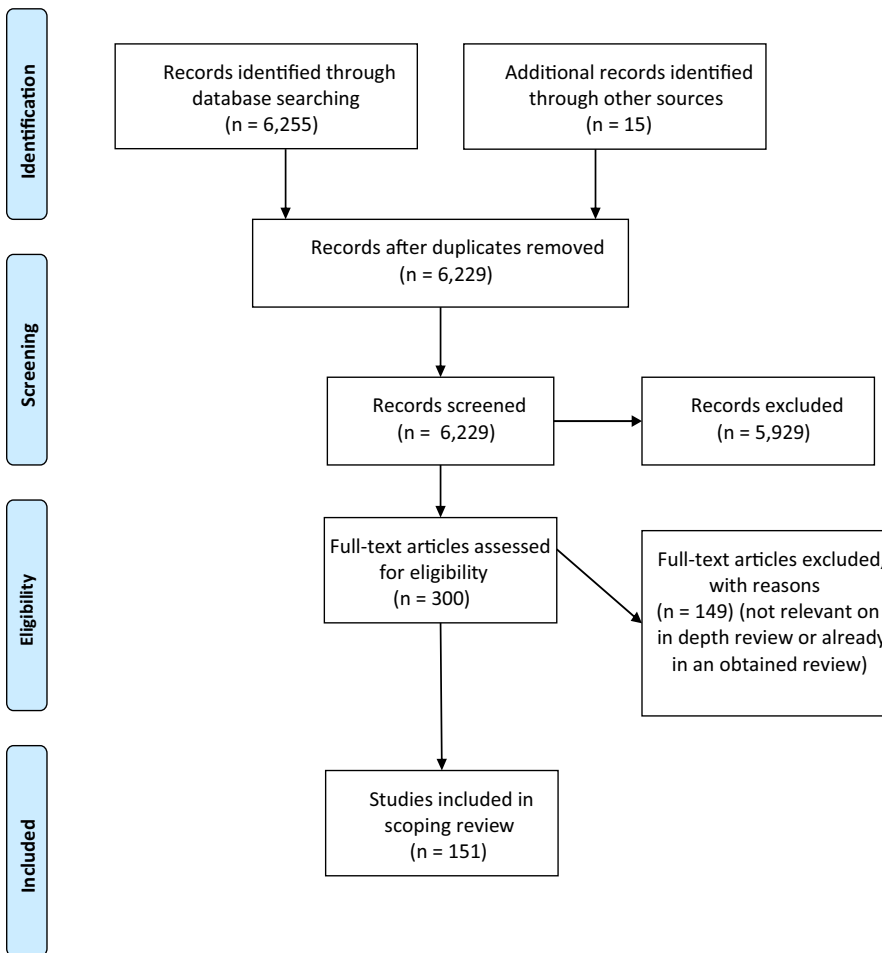 Identification
Records identified through
database searching
(n = 6,255)
Additional records identified
through other sources
(n = 15)
Records after duplicates removed
(n = 6,229)
Screening
Records screened
(n = 6,229)
Records excluded
(n = 5,929)
Eligibility
Full-text articles assessed
for eligibility
(n = 300)
Full-text articles excluded,
with reasons
(n = 149) (not relevant on
in depth review or already
in an obtained review)
Included
Studies included in
scoping review
(n = 151)